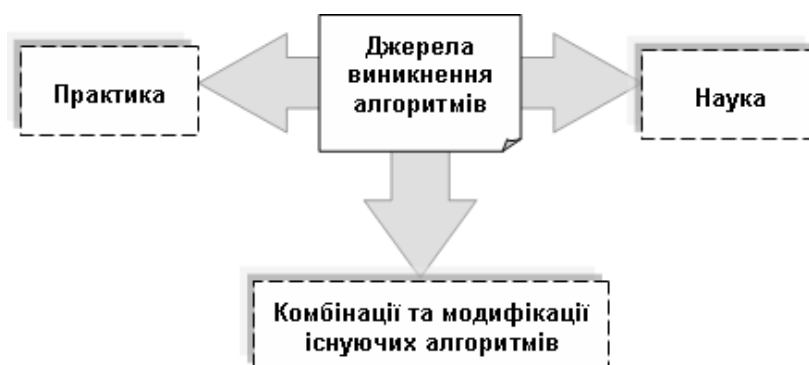 Джерела
виникнення
алгоритмів
Практика
Наука
Комбінації та модифікації
існуючих алгоритмів